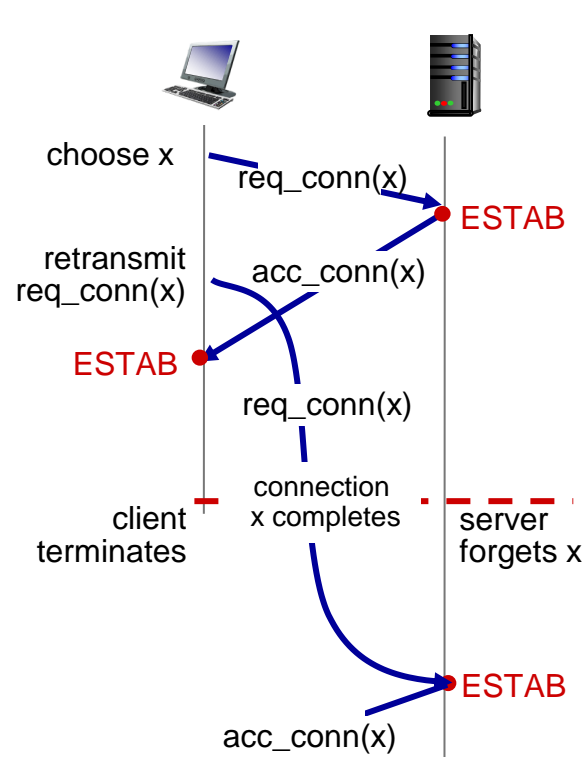 choose x
req_conn(x)
ESTAB
retransmit
req_conn(x)
acc_conn(x)
ESTAB
req_conn(x)
connection
x completes
client
terminates
server
forgets x
ESTAB
acc_conn(x)